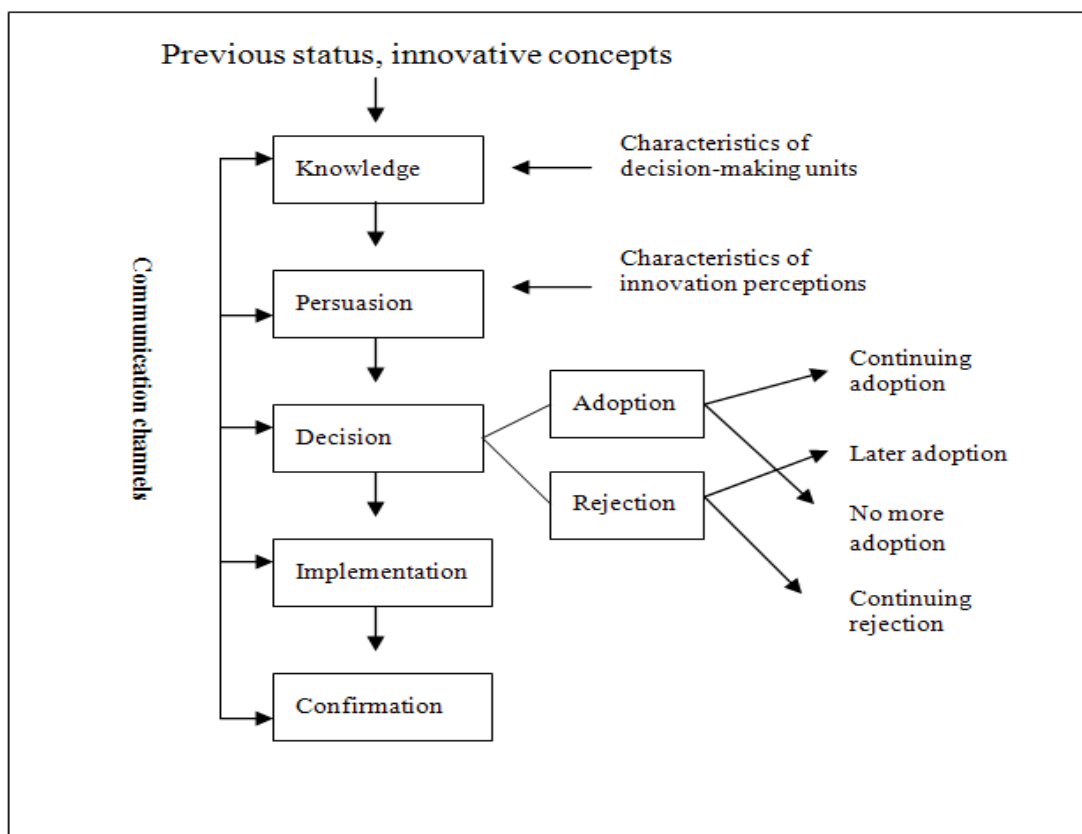 Previous status, innovative concepts
Characteristics of
decision-making units
Knowledge
Communication channels
Characteristics of
innovation perceptions
Persuasion
Continuing
adoption
Adoption
Decision
Later adoption
Rejection
No more
adoption
Implementation
Continuing
rejection
Confirmation